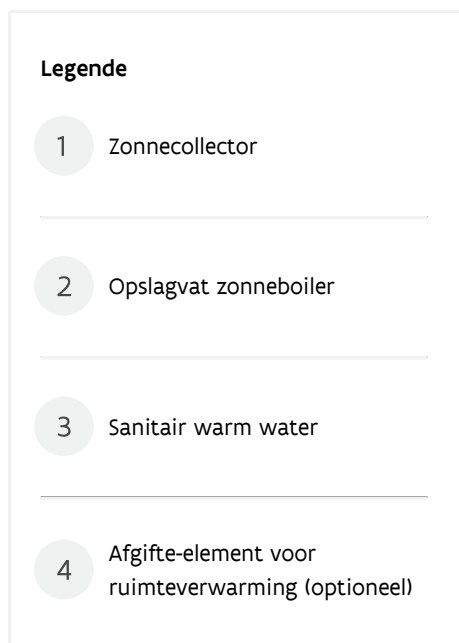 Legende
1 Zonnecollector
2 Opslagvat zonneboiler
3 Sanitair warm water
4 Afgifte-element voor
ruimteverwarming (optioneel)